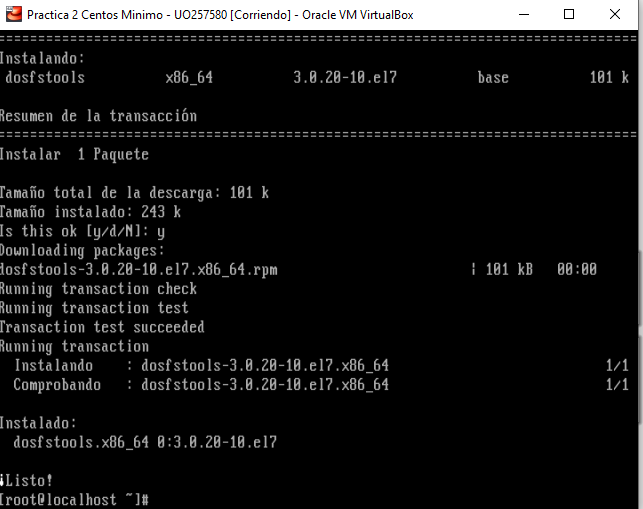 Practica 2 Centos Minimo - UO257580 [Corriendo] - Oracle VM VirtualBox
================================================================================
Instalando:
 dosfstools          x86_64          3.0.20-10.el7          base          101 k

Resumen de la transacción
================================================================================
Instalar  1 Paquete

Tamaño total de la descarga: 101 k
Tamaño instalado: 243 k
Is this ok [y/d/N]: y
Downloading packages:
dosfstools-3.0.20-10.el7.x86_64.rpm                         | 101 kB   00:00
Running transaction check
Running transaction test
Transaction test succeeded
Running transaction
  Instalando    : dosfstools-3.0.20-10.el7.x86_64                            1/1
  Comprobando   : dosfstools-3.0.20-10.el7.x86_64                            1/1

Instalado:
  dosfstools.x86_64 0:3.0.20-10.el7

¡Listo!
[root@localhost ~]#